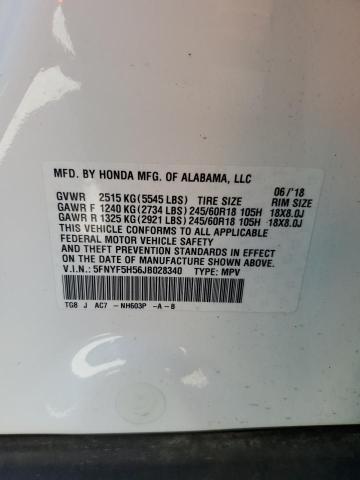 MFD. BY HONDA MFG. OF ALABAMA, LLC
06/'18
GVWR 2515 KG (5545 LBS) TIRE SIZE RIM SIZE
GAWR F 1240 KG (2734 LBS) 245/60R18 105H 18X8.0J
GAWR R 1325 KG (2921 LBS) 245/60R18 105H 18X8.0J
THIS VEHICLE CONFORMS TO ALL APPLICABLE
FEDERAL MOTOR VEHICLE SAFETY
AND THEFT PREVENTION STANDARDS IN EFFECT
ON THE DATE OF MANUFACTURE SHOWN ABOVE.
V.I.N.: 5FNYF5H56JB028340 TYPE: MPV
TG8 J AC7 -NH603P -A-B